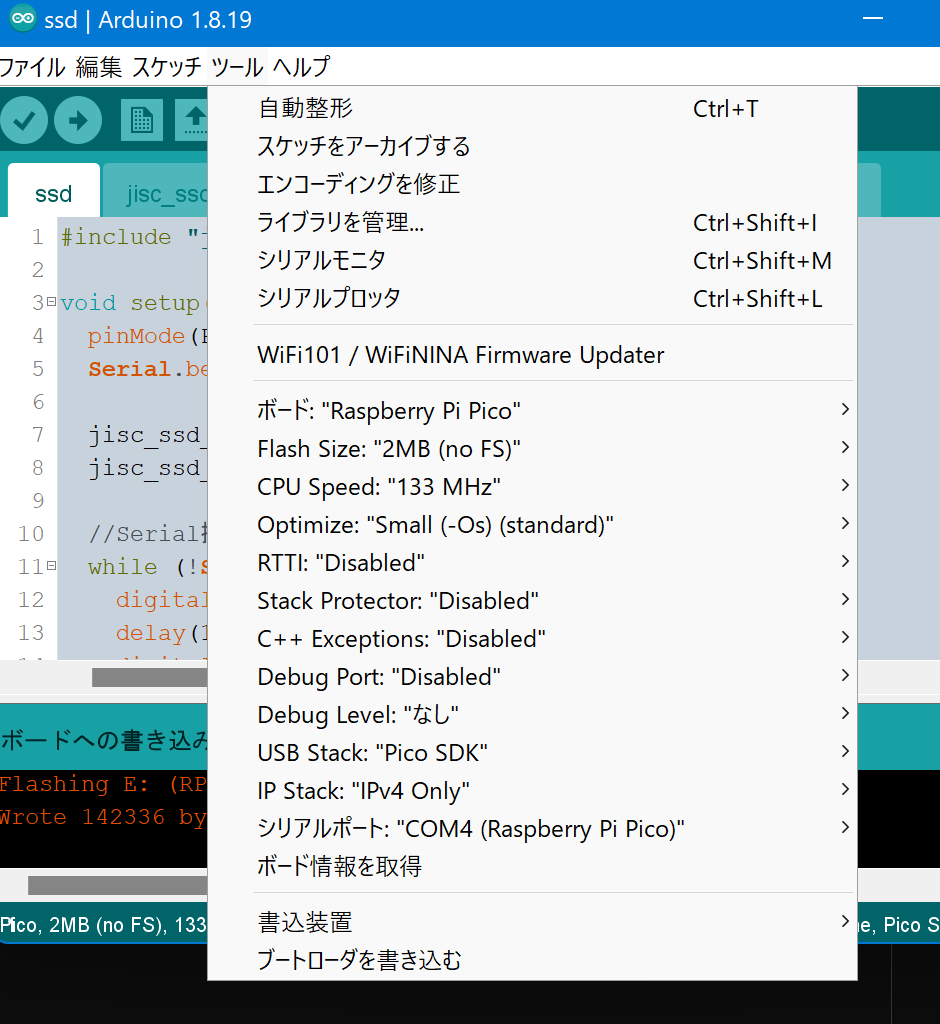 ssd | Arduino 1.8.19
ファイル 編集 スケッチ ツール ヘルプ
自動整形 Ctrl+T
スケッチをアーカイブする
エンコーディングを修正
ライブラリを管理... Ctrl+Shift+I
シリアルモニタ Ctrl+Shift+M
シリアルプロッタ Ctrl+Shift+L
WiFi101 / WiFiNINA Firmware Updater
ボード: "Raspberry Pi Pico"
Flash Size: "2MB (no FS)"
CPU Speed: "133 MHz"
Optimize: "Small (-Os) (standard)"
RTTI: "Disabled"
Stack Protector: "Disabled"
C++ Exceptions: "Disabled"
Debug Port: "Disabled"
Debug Level: "なし"
USB Stack: "Pico SDK"
IP Stack: "IPv4 Only"
シリアルポート: "COM4 (Raspberry Pi Pico)"
ボード情報を取得
書込装置
ブートローダを書き込む
ssd jisc_ssd
1 #include "
2
3 void setup
4 pinMode(
5 Serial.be
6
7 jisc_ssd_
8 jisc_ssd_
9
10 //Serial
11 while (!S
12 digital
13 delay(1
ボードへの書き込み
Flashing E: (RP
Wrote 142336 by
Pico, 2MB (no FS), 133
e, Pico S